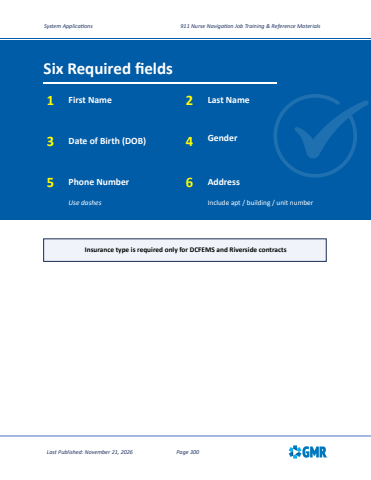 System Applications 911 Nurse Navigation Job Training & Reference Materials
Six Required fields
1 First Name 2 Last Name
3 Date of Birth (DOB) 4 Gender
5 Phone Number 6 Address
Use dashes Include apt / building / unit number
Insurance type is required only for DCFEMS and Riverside contracts
Last Published: November 21, 2026 Page 300 GMR